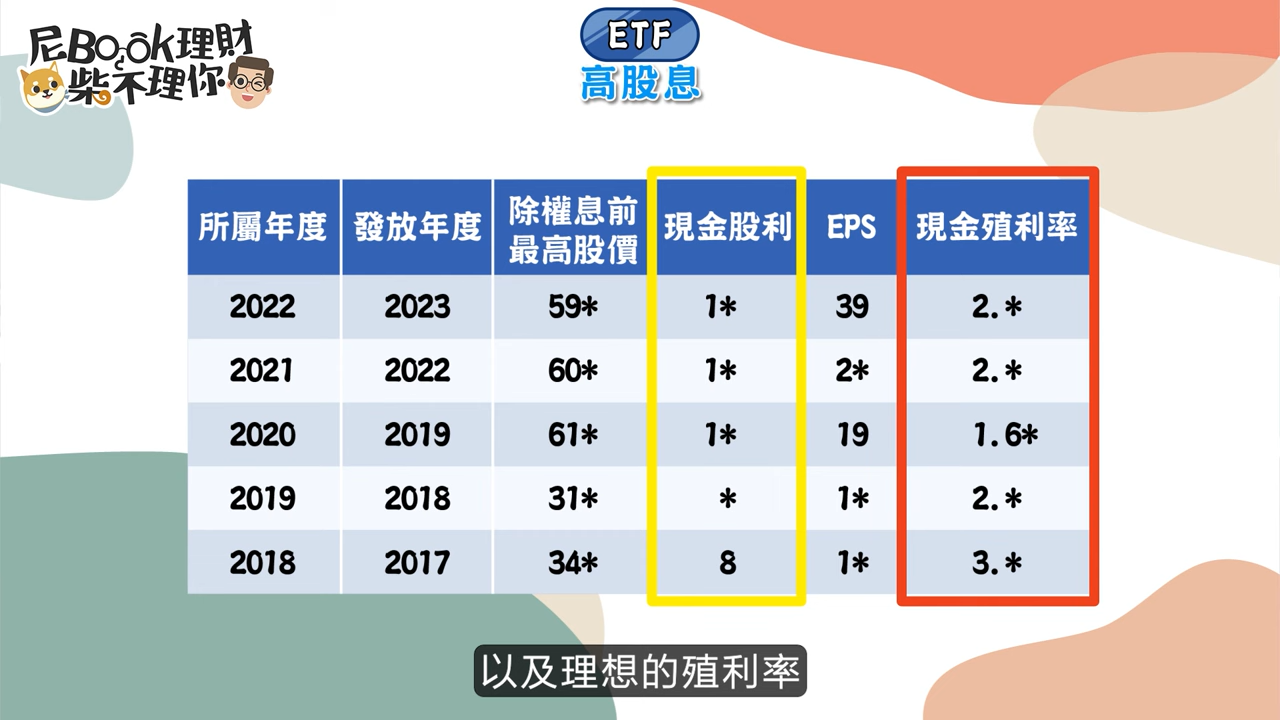 尼BOOK理財
柴不理你
ETF
高股息
所屬年度 發放年度 除權息前最高股價 現金股利 EPS 現金殖利率
2022 2023 59* 1* 39 2.*
2021 2022 60* 1* 2* 2.*
2020 2019 61* 1* 19 1.6*
2019 2018 31* * 1* 2.*
2018 2017 34* 8 1* 3.*
以及理想的殖利率